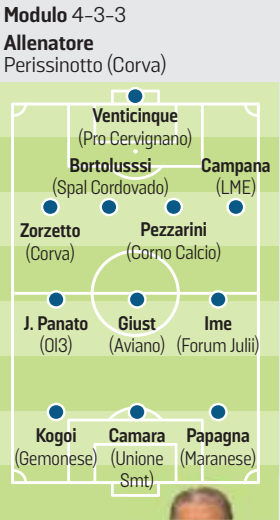 Modulo 4-3-3
Allenatore
Perissinotto (Corva)
Venticinque
(Pro Cervignano)
Bortolusssi
(Spal Cordovado)
Campana
(LME)
Zorzetto
(Corva)
Pezzarini
(Corno Calcio)
J. Panato
(Ol3)
Giust
(Aviano)
Ime
(Forum Julii)
Kogoi
(Gemonese)
Camara
(Unione
Smt)
Papagna
(Maranese)